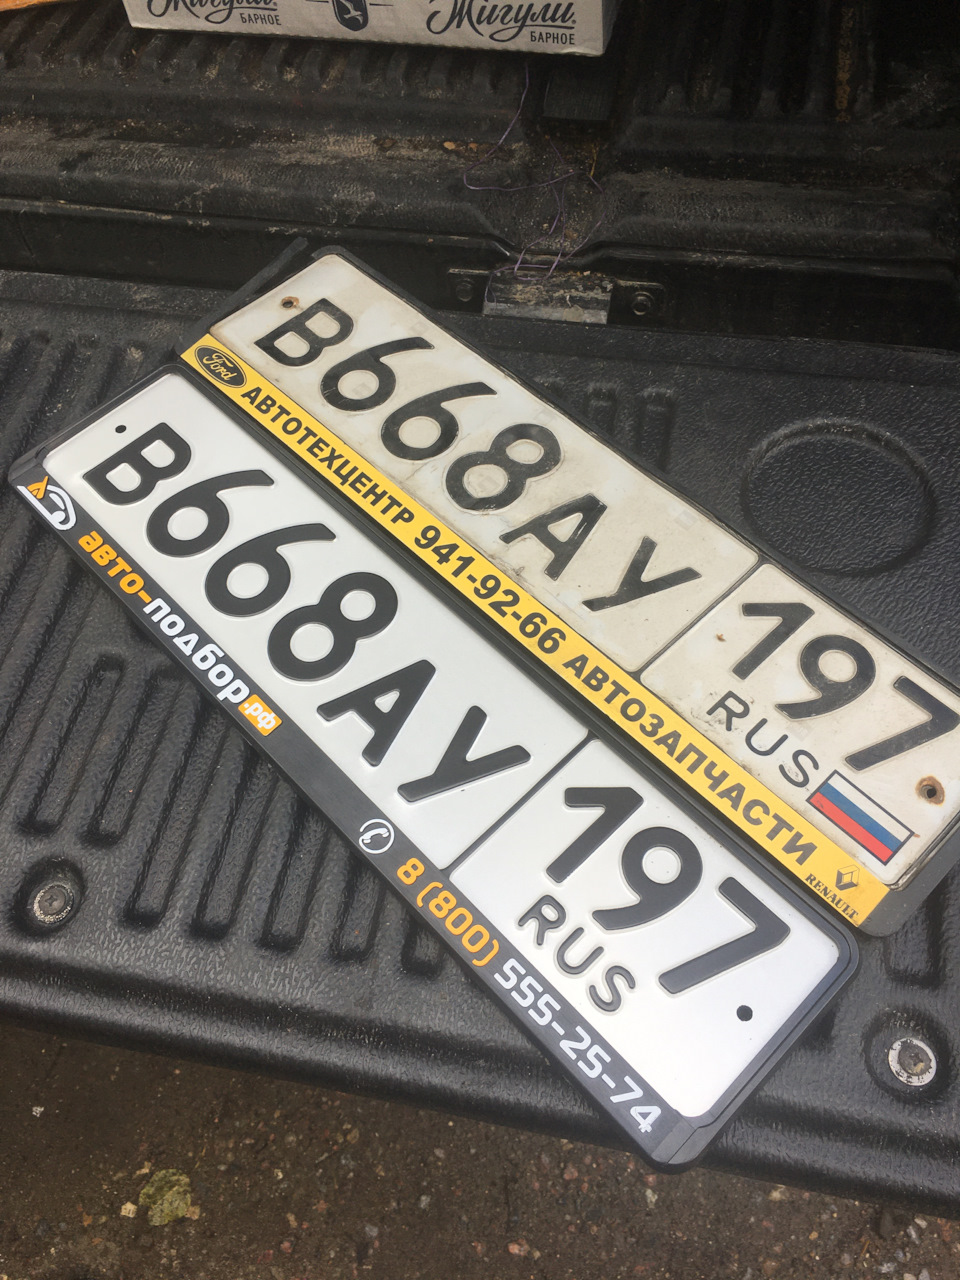 Жигули.
БАРНОЕ
Жигули.
БАРНОЕ
В668АУ 197
RUS
Ford АВТОТЕХЦЕНТР 941-92-66 АВТОЗАПЧАСТИ RENAULT
В668АУ 197
RUS
авто-подбор.рф 8 (800) 555-25-74